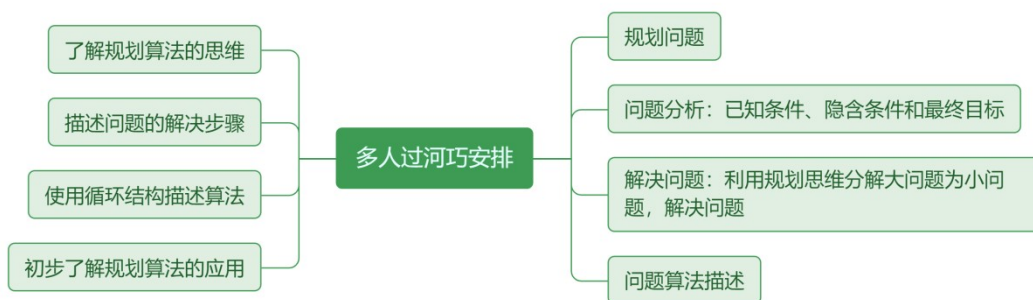 了解规划算法的思维
描述问题的解决步骤
使用循环结构描述算法
初步了解规划算法的应用
多人过河巧安排
规划问题
问题分析：已知条件、隐含条件和最终目标
解决问题：利用规划思维分解大问题为小问
题，解决问题
问题算法描述